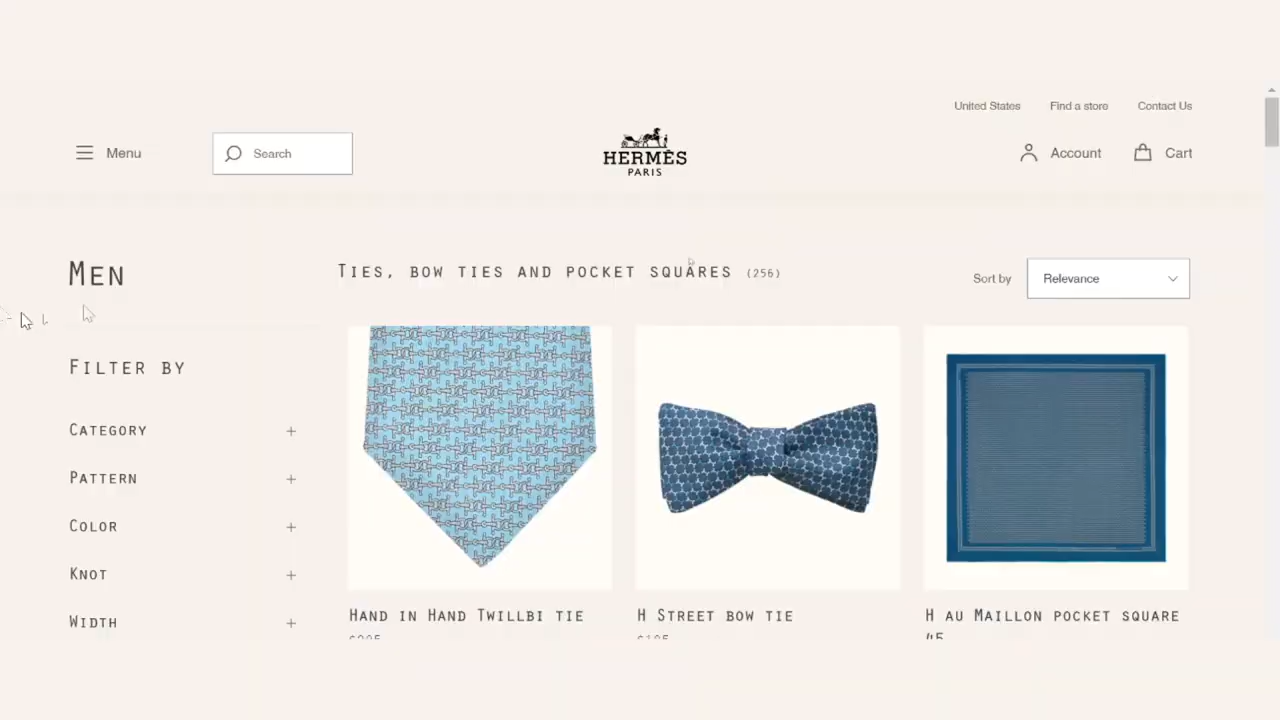 United States Find a store Contact Us
Menu Search HERMÈS Account Cart
PARIS
MEN
TIES, BOW TIES AND POCKET SQUARES (256)
Sort by Relevance
FILTER BY
CATEGORY +
PATTERN +
COLOR +
KNOT +
WIDTH +
HAND IN HAND TWILLBI TIE
H STREET BOW TIE
H AU MAILLON POCKET SQUARE
45